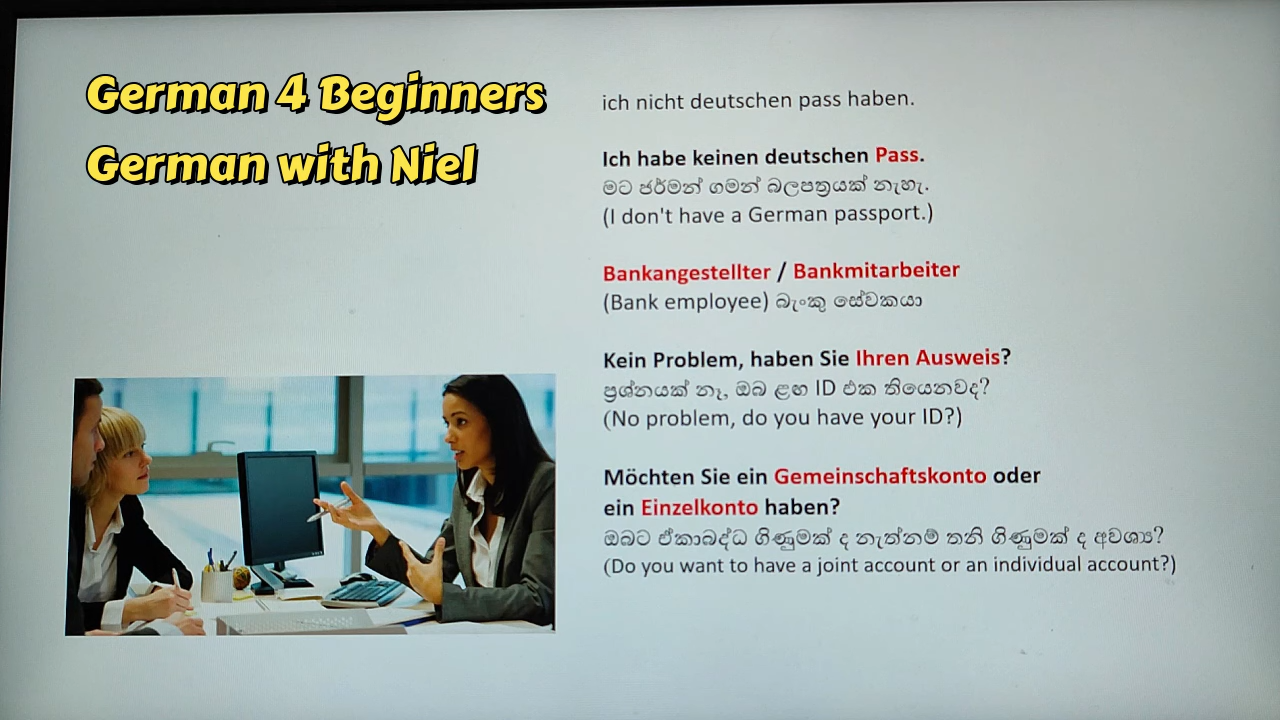 German 4 Beginners
German with Niel
ich nicht deutschen pass haben.
Ich habe keinen deutschen Pass.
මට ජර්මන් ගමන් බලපත්‍රයක් නැහැ.
(I don't have a German passport.)
Bankangestellter / Bankmitarbeiter
(Bank employee) බැංකු සේවකයා
Kein Problem, haben Sie Ihren Ausweis?
ප්‍රශ්නයක් නෑ, ඔබ ළඟ ID එක තියෙනවද?
(No problem, do you have your ID?)
Möchten Sie ein Gemeinschaftskonto oder
ein Einzelkonto haben?
ඔබට ඒකාබද්ධ ගිණුමක් ද නැත්නම් තනි ගිණුමක් ද අවශ්‍ය?
(Do you want to have a joint account or an individual account?)